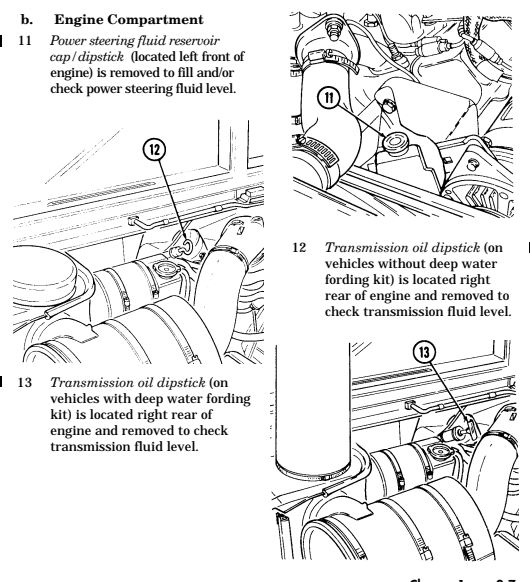 b. Engine Compartment
11 Power steering fluid reservoir
cap/dipstick (located left front of
engine) is removed to fill and/or
check power steering fluid level.
11
12
12 Transmission oil dipstick (on
vehicles without deep water
fording kit) is located right
rear of engine and removed to
check transmission fluid level.
13 Transmission oil dipstick (on
vehicles with deep water fording
kit) is located right rear of
engine and removed to check
transmission fluid level.
13